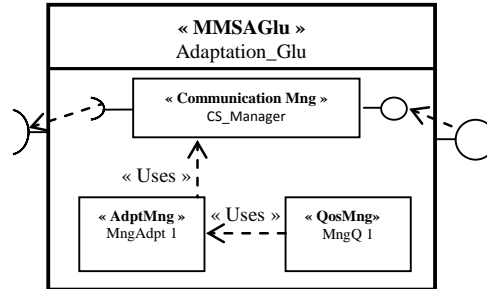 « MMSAGlu »
Adaptation_Glu
« Communication Mng »
CS_Manager
« Uses »
« AdptMng »
MngAdpt 1
« Uses »
« QosMng»
MngQ 1